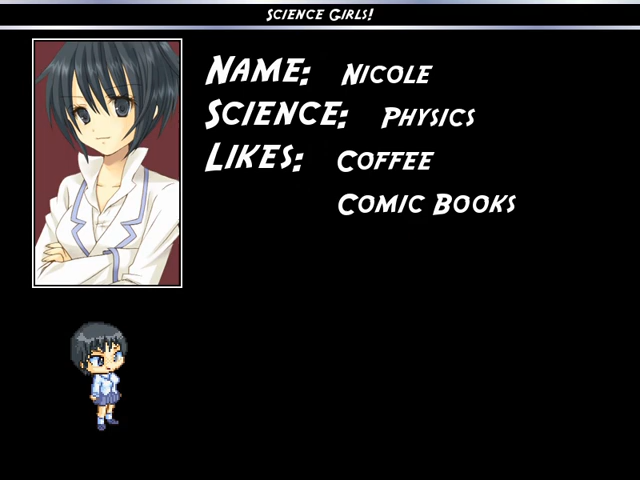 Science Girls!
Name: Nicole
Science: Physics
Likes: Coffee
Comic Books